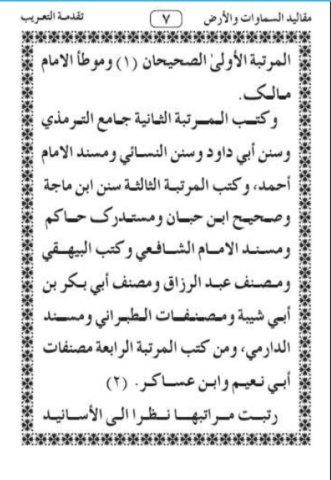 مقاليد السماوات والأرض ٧ تقدمة التعريب
المرتبة الأولىٰ الصحيحان (١) وموطأ الامام
مالك.
وكتب المرتبة الثانية جامع الترمذي
وسنن أبي داود وسنن النسائي ومسند الامام
أحمد، وكتب المرتبة الثالثة سنن ابن ماجة
وصحيح ابن حبان ومستدرك حاكم
ومسند الامام الشافعي وكتب البيهقي
ومصنف عبد الرزاق ومصنف أبي بكر بن
أبي شيبة ومصنفات الطبراني ومسند
الدارمي، ومن كتب المرتبة الرابعة مصنفات
أبي نعيم وابن عساكر. (٢)
رتبت مراتبها نظرا الى الأسانيد